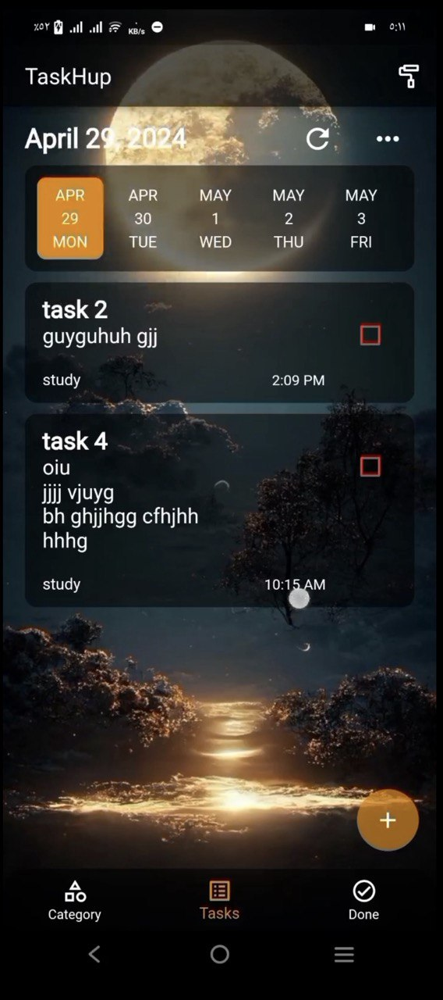 ٪٥٢ KB/s ٥:١١
TaskHup
April 29, 2024
APR APR MAY MAY MAY
29 30 1 2 3
MON TUE WED THU FRI
task 2
guyguhuh gjj
study 2:09 PM
task 4
oiu
jjjj vjuyg
bh ghjjhgg cfhjhh
hhhg
study 10:15 AM
+
Category Tasks Done